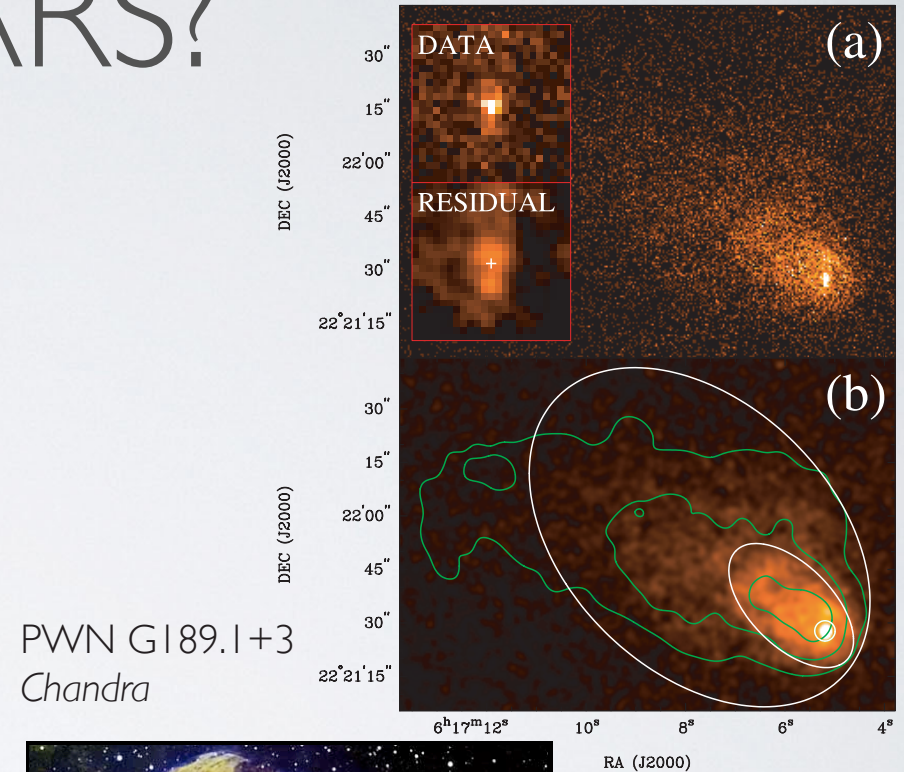 ARS?
DATA
(a)
RESIDUAL
DEC (J2000)
30"
15"
22'00"
45"
30"
22°21'15"
(b)
DEC (J2000)
30"
15"
22'00"
45"
30"
22°21'15"
PWN G189.1+3
Chandra
6ʰ17ᵐ12ˢ 10ˢ 8ˢ 6ˢ 4ˢ
RA (J2000)